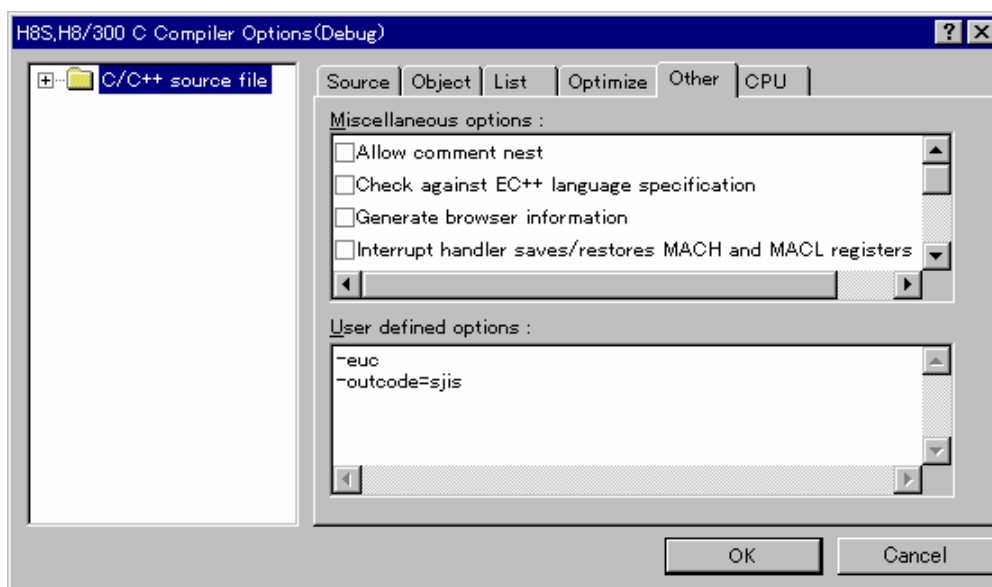 H8S,H8/300 C Compiler Options(Debug)
C/C++ source file
Source Object List Optimize Other CPU
Miscellaneous options :
Allow comment nest
Check against EC++ language specification
Generate browser information
Interrupt handler saves/restores MACH and MACL registers
User defined options :
-euc
-outcode=sjis
OK Cancel